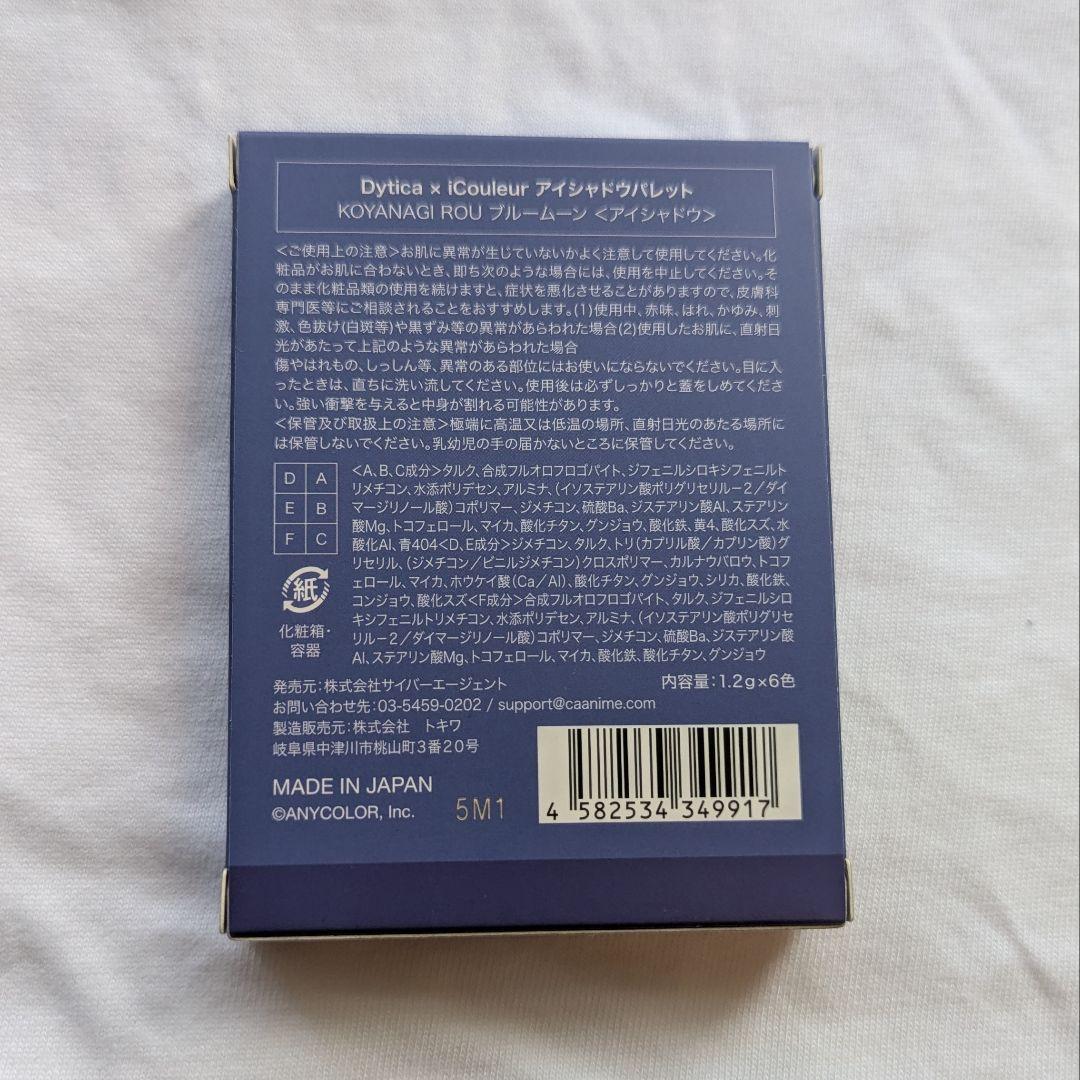 Dytica × iCouleur アイシャドウパレット
KOYANAGI ROU ブルームーン <アイシャドウ>
<ご使用上の注意>お肌に異常が生じていないかよく注意して使用してください。化
粧品がお肌に合わないとき、即ち次のような場合には、使用を中止してください。そ
のまま化粧品類の使用を続けますと、症状を悪化させることがありますので、皮膚科
専門医等にご相談されることをおすすめします。(1)使用中、赤味、はれ、かゆみ、刺
激、色抜け(白斑等)や黒ずみ等の異常があらわれた場合(2)使用したお肌に、直射日
光があたって上記のような異常があらわれた場合
傷やはれもの、しっしん等、異常のある部位にはお使いにならないでください。目に入
ったときは、直ちに洗い流してください。使用後は必ずしっかりと蓋をしめてくださ
い。強い衝撃を与えると中身が割れる可能性があります。
<保管及び取扱上の注意>極端に高温又は低温の場所、直射日光のあたる場所に
は保管しないでください。乳幼児の手の届かないところに保管してください。
D A
E B
F C
紙
化粧箱・
容器
<A、B、C成分>タルク、合成フルオロフロゴパイト、ジフェニルシロキシフェニルト
リメチコン、水添ポリデセン、アルミナ、(イソステアリン酸ポリグリセリル－2／ダイ
マージリノール酸)コポリマー、ジメチコン、硫酸Ba、ジステアリン酸Al、ステアリン
酸Mg、トコフェロール、マイカ、酸化チタン、グンジョウ、酸化鉄、黄4、酸化スズ、水
酸化Al、青404<D、E成分>ジメチコン、タルク、トリ(カプリル酸／カプリン酸)グ
リセリル、(ジメチコン／ビニルジメチコン)クロスポリマー、カルナウバロウ、トコフ
ェロール、マイカ、ホウケイ酸(Ca／Al)、酸化チタン、グンジョウ、シリカ、酸化鉄、
コンジョウ、酸化スズ<F成分>合成フルオロフロゴパイト、タルク、ジフェニルシロ
キシフェニルトリメチコン、水添ポリデセン、アルミナ、(イソステアリン酸ポリグリセ
リル－2／ダイマージリノール酸)コポリマー、ジメチコン、硫酸Ba、ジステアリン酸
Al、ステアリン酸Mg、トコフェロール、マイカ、酸化鉄、酸化チタン、グンジョウ
内容量：1.2g×6色
発売元：株式会社サイバーエージェント
お問い合わせ先：03-5459-0202 / support@caanime.com
製造販売元：株式会社 トキワ
岐阜県中津川市桃山町3番20号
MADE IN JAPAN
©ANYCOLOR, Inc.
5M1
4 582534 349917